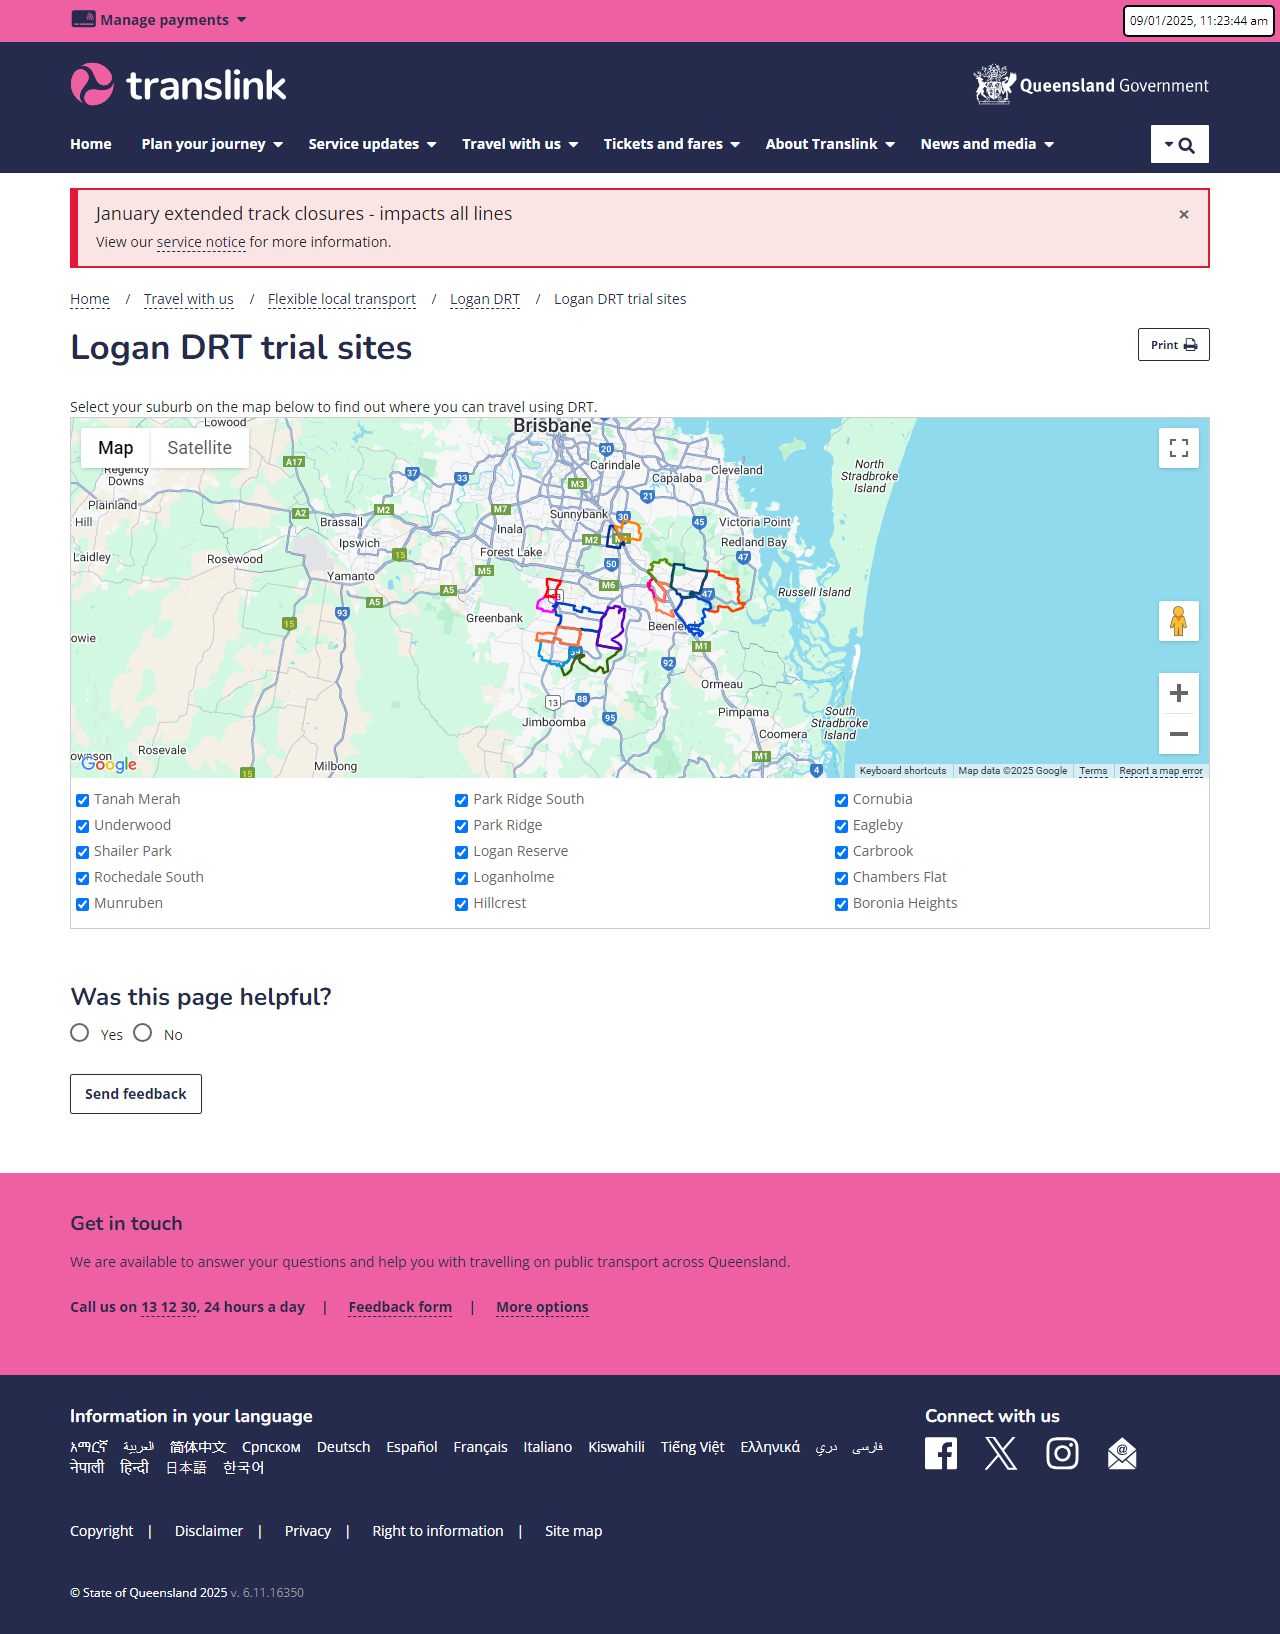 Manage payments
09/01/2025, 11:23:44 am
translink
Queensland Government
Home
Plan your journey
Service updates
Travel with us
Tickets and fares
About Translink
News and media
January extended track closures - impacts all lines
×
View our service notice for more information.
Home / Travel with us / Flexible local transport / Logan DRT / Logan DRT trial sites
Logan DRT trial sites
Print
Select your suburb on the map below to find out where you can travel using DRT.
Map
Satellite
Lowood
Brisbane
20
A17
Carindale
Cleveland
North Stradbroke Island
Regency Downs
37
33
M3
Capalaba
21
Plainland
A2
M2
M7
Sunnybank
30
45
Victoria Point
Hill
Brassall
Inala
M2
Redland Bay
Laidley
Rosewood
Ipswich
15
Forest Lake
50
47
Yamanto
M5
M6
A5
A5
47
Russell Island
93
15
Greenbank
Beenle
M1
owie
92
Ormeau
13
88
Jimboomba
95
Pimpama
South Stradbroke Island
Coomera
Rosevale
M1
Milbong
15
4
Google
Keyboard shortcuts
Map data ©2025 Google
Terms
Report a map error
Tanah Merah
Park Ridge South
Cornubia
Underwood
Park Ridge
Eagleby
Shailer Park
Logan Reserve
Carbrook
Rochedale South
Loganholme
Chambers Flat
Munruben
Hillcrest
Boronia Heights
Was this page helpful?
Yes
No
Send feedback
Get in touch
We are available to answer your questions and help you with travelling on public transport across Queensland.
Call us on 13 12 30, 24 hours a day | Feedback form | More options
Information in your language
Connect with us
አማርኛ العربية 简体中文 Српском Deutsch Español Français Italiano Kiswahili Tiếng Việt Ελληνικά دري فارسی
नेपाली हिन्दी 日本語 한국어
Copyright | Disclaimer | Privacy | Right to information | Site map
© State of Queensland 2025 v. 6.11.16350